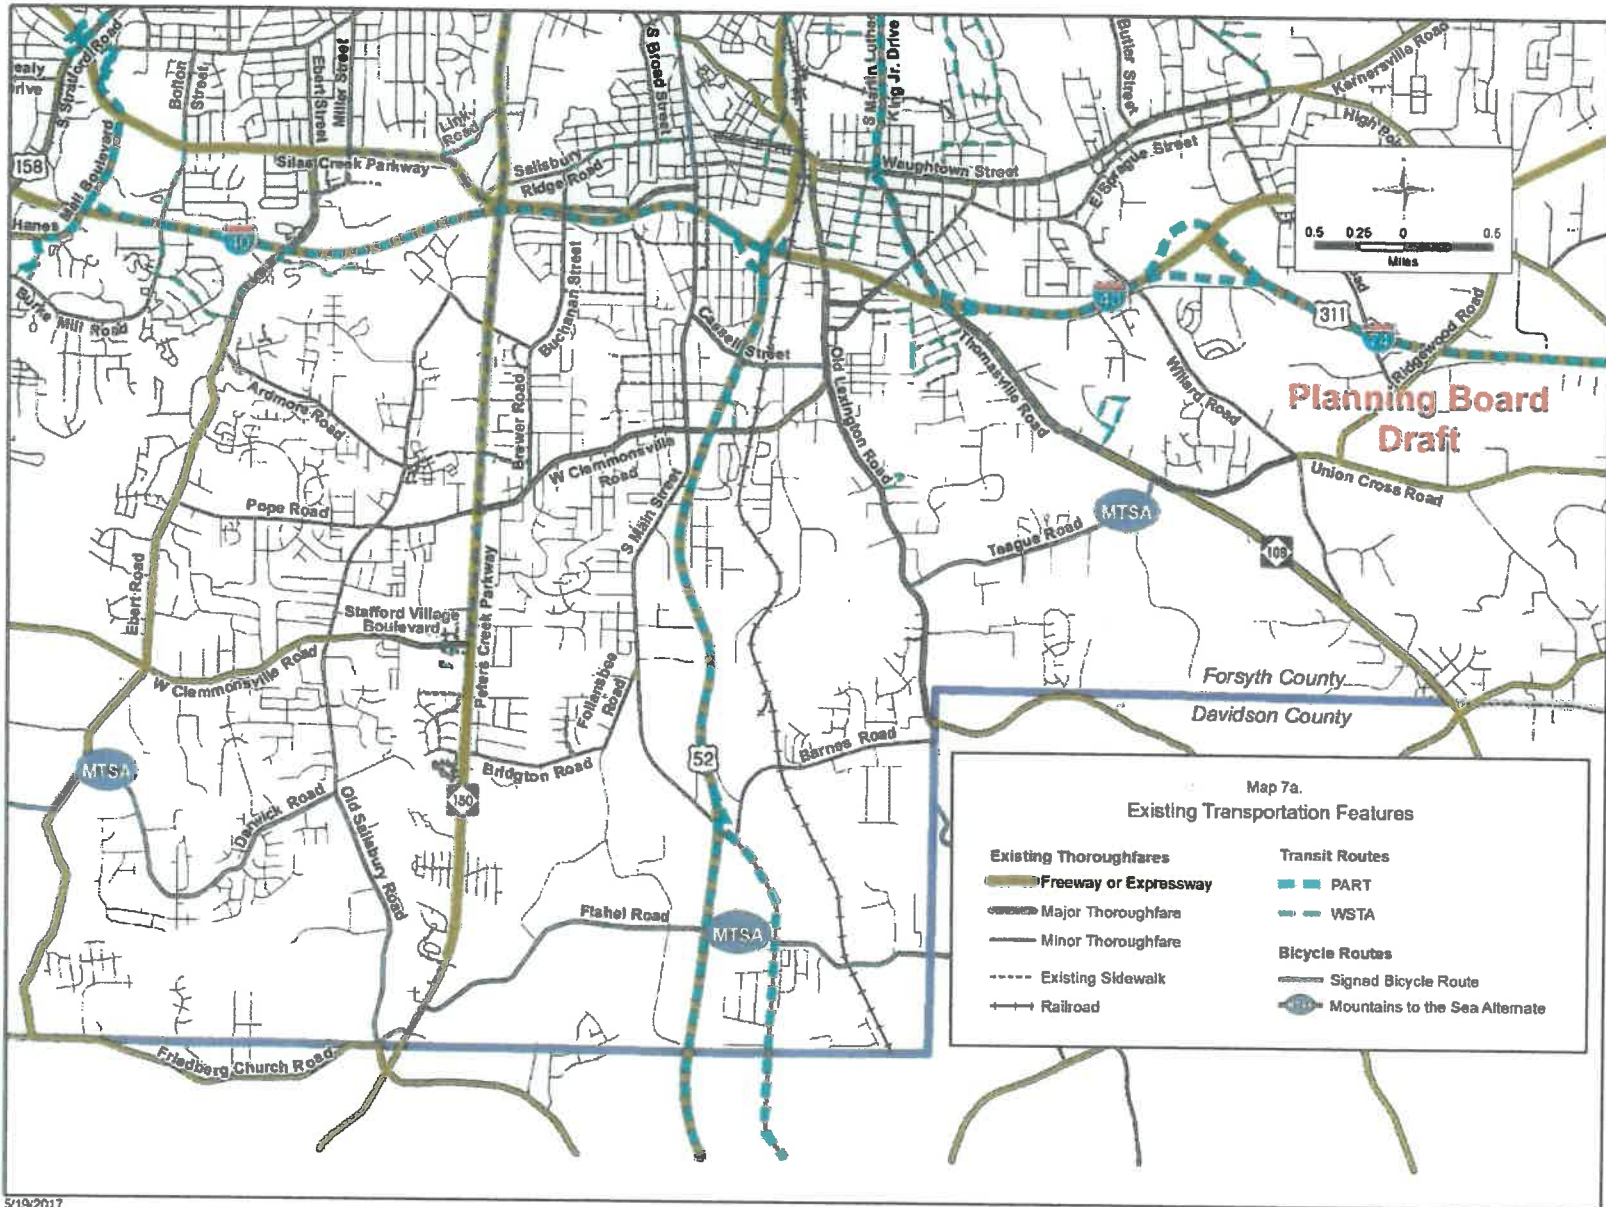 S Stratford Road
Bolton
Street
Ebert Street
Miller Street
Link
Road
S Broad Street
S Martin Luther
King Jr. Drive
Butler Street
Kernersville Road
158
Silas Creek Parkway
Salisbury
Ridge Road
Waughtown Street
E Sprague Street
Hanes Mall Boulevard
40
0.5 0.25 0 0.5
Miles
Burke Mill Road
Buchanan Street
Cassell Street
40
311
74
Ridgewood Road
Ardmore Road
Brewer Road
Old Lexington Road
Thomasville Road
Willard Road
Planning Board
Draft
W Clemmonsville
Road
Union Cross Road
Pope Road
S Main Street
MTSA
Teague Road
109
Ebert Road
Stafford Village
Boulevard
Peters Creek Parkway
W Clemmonsville Road
Follansbee
Road
Forsyth County
Davidson County
MTSA
Bridgton Road
52
Barnes Road
150
Darwick Road
Old Salisbury Road
Fishel Road
MTSA
Friedberg Church Road
Map 7a.
Existing Transportation Features
Existing Thoroughfares
Freeway or Expressway
Major Thoroughfare
Minor Thoroughfare
Existing Sidewalk
Railroad
Transit Routes
PART
WSTA
Bicycle Routes
Signed Bicycle Route
Mountains to the Sea Alternate
5/19/2017